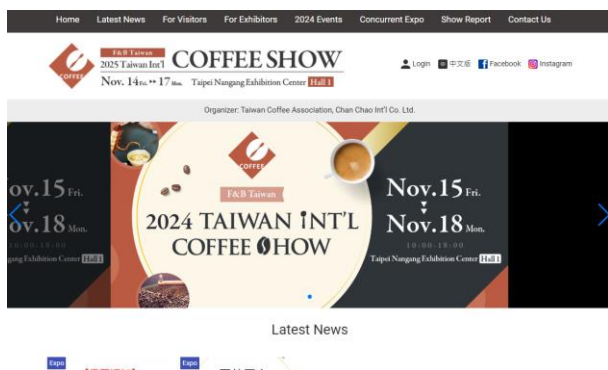 Home Latest News For Visitors For Exhibitors 2024 Events Concurrent Expo Show Report Contact Us
COFFEE
F&B Taiwan
2025 Taiwan Int'l COFFEE SHOW
Nov. 14 Fri. 17 Mon. Taipei Nangang Exhibition Center Hall 1
Login 中文版 Facebook Instagram
Organizer: Taiwan Coffee Association, Chan Chao Int'l Co. Ltd.
ov.15 Fri.
ov.18 Mon.
10:00-18:00
gang Exhibition Center Hall 1
COFFEE
F&B Taiwan
2024 TAIWAN INT'L
COFFEE SHOW
Nov.15 Fri.
Nov.18 Mon.
10:00-18:00
Taipei Nangang Exhibition Center Hall 1
Latest News
Expo
Expo